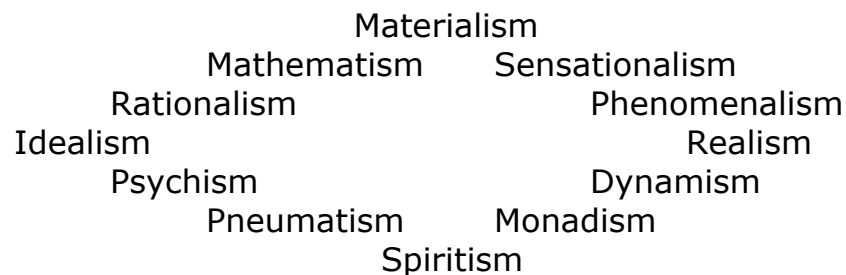 Materialism
Mathematism Sensationalism
Rationalism Phenomenalism
Idealism Realism
Psychism Dynamism
Pneumatism Monadism
Spiritism